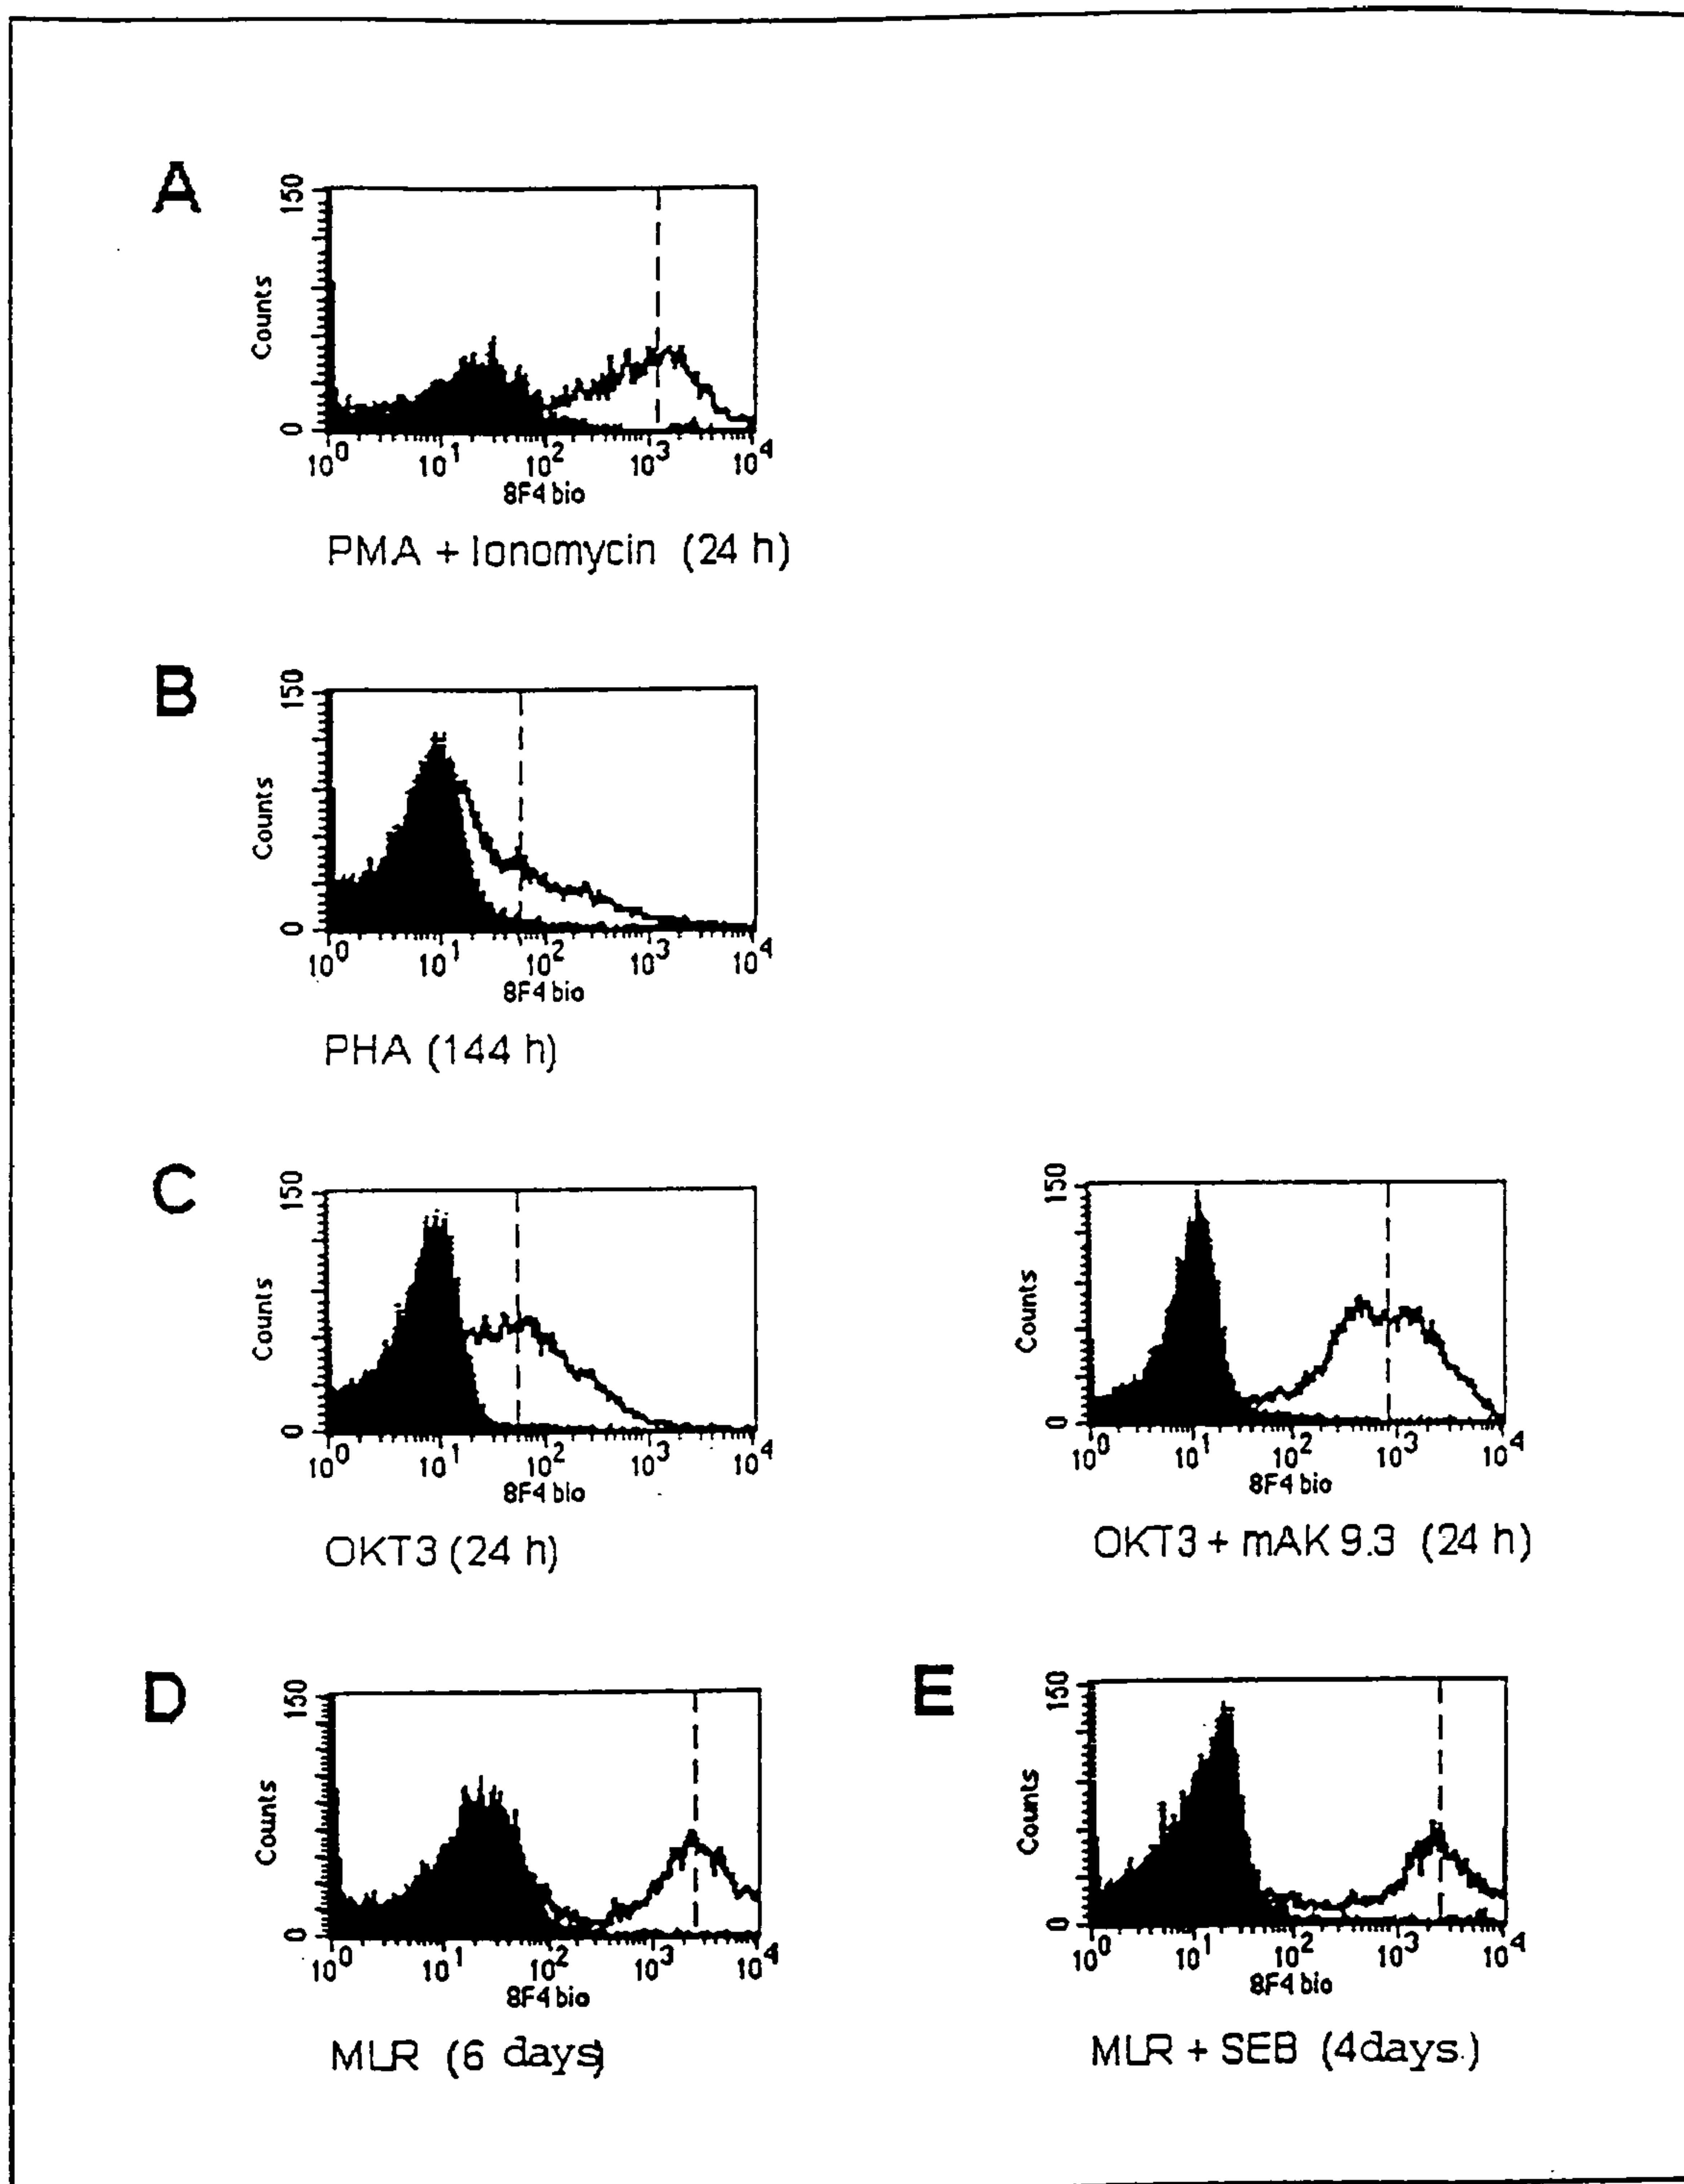 A
150
Counts
0
10^0 10^1 10^2 10^3 10^4
8F4 bio
PMA + Ionomycin (24 h)
B
150
Counts
0
10^0 10^1 10^2 10^3 10^4
8F4 bio
PHA (144 h)
C
150
Counts
0
10^0 10^1 10^2 10^3 10^4
8F4 bio
OKT3 (24 h)
150
Counts
0
10^0 10^1 10^2 10^3 10^4
8F4 bio
OKT3 + mAK 9.3 (24 h)
D
150
Counts
0
10^0 10^1 10^2 10^3 10^4
8F4 bio
MLR (6 days)
E
150
Counts
0
10^0 10^1 10^2 10^3 10^4
8F4 bio
MLR + SEB (4days.)